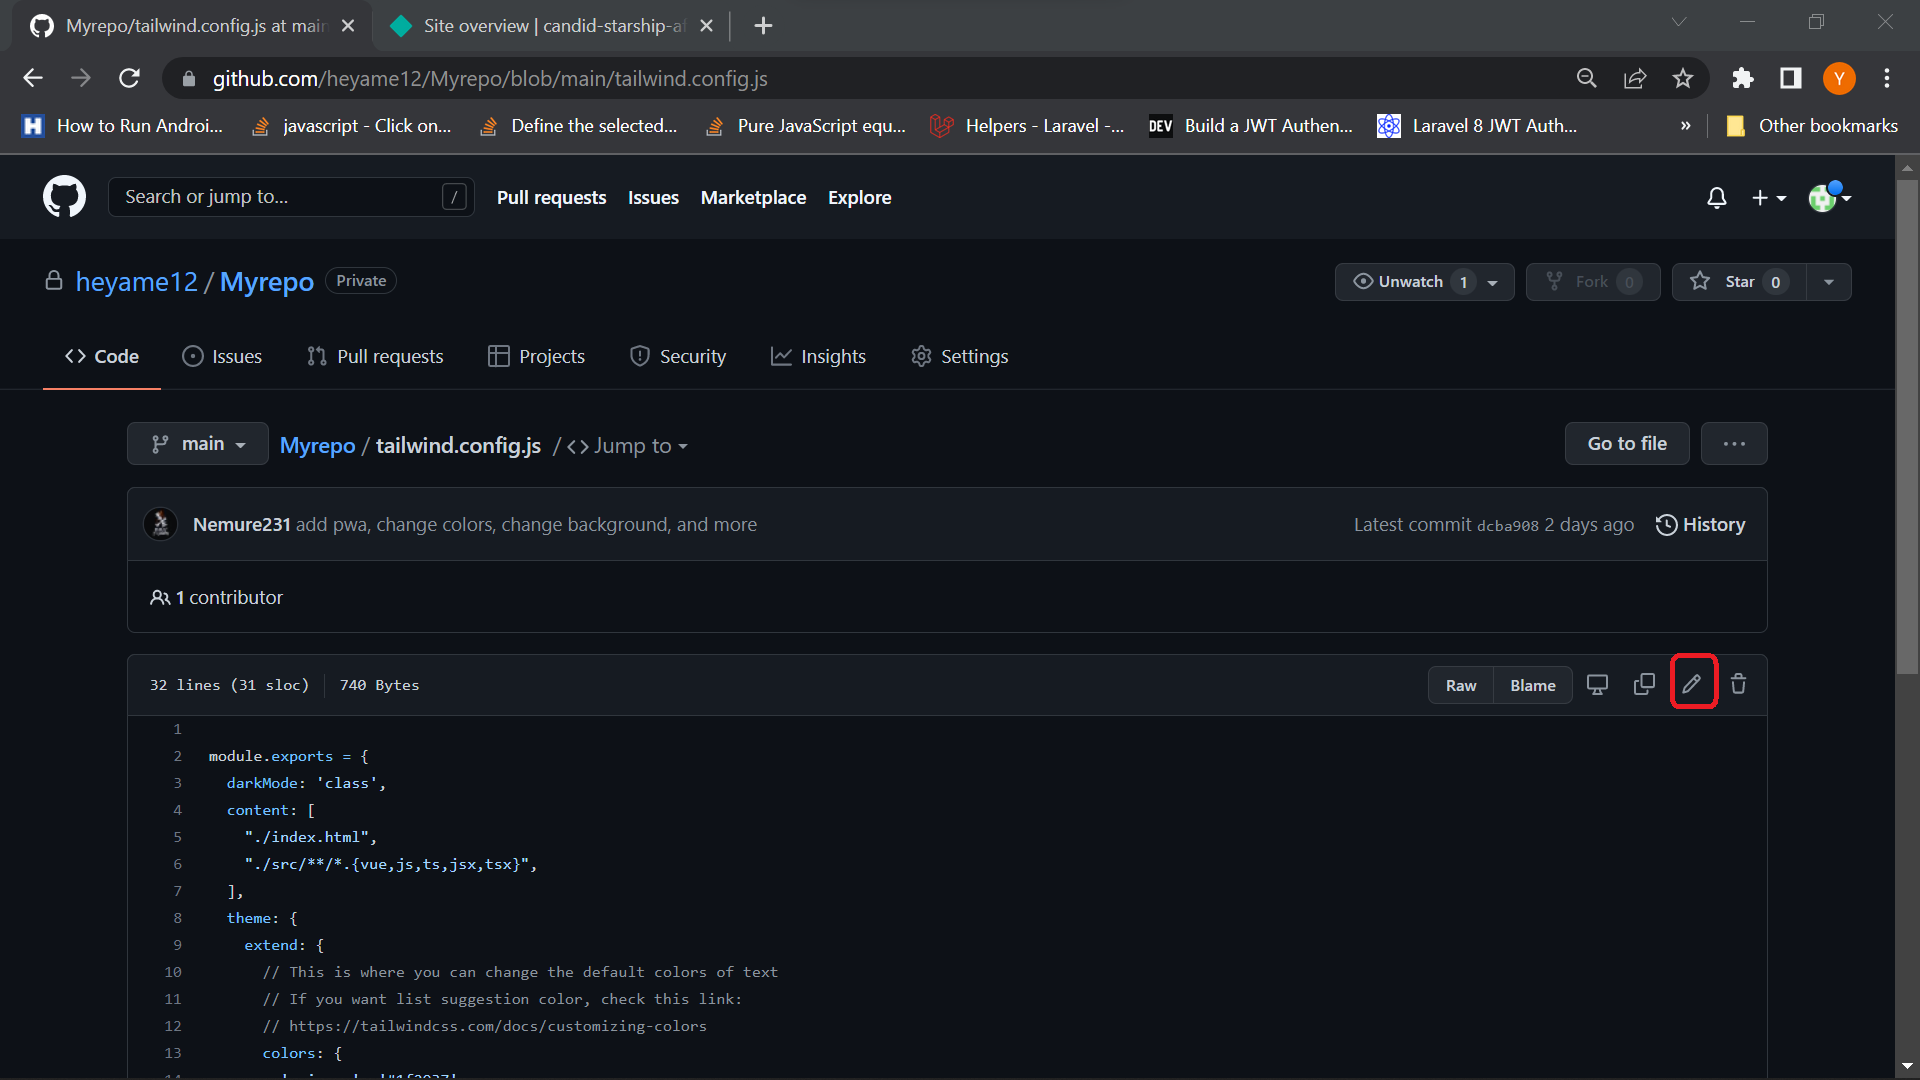 Myrepo/tailwind.config.js at main
Site overview | candid-starship-a
github.com/heyame12/Myrepo/blob/main/tailwind.config.js
Y
H How to Run Androi...
javascript - Click on...
Define the selected...
Pure JavaScript equ...
Helpers - Laravel -...
DEV Build a JWT Authen...
Laravel 8 JWT Auth...
»
Other bookmarks
Search or jump to... /
Pull requests
Issues
Marketplace
Explore
heyame12 / Myrepo Private
Unwatch 1
Fork 0
Star 0
Code
Issues
Pull requests
Projects
Security
Insights
Settings
main
Myrepo / tailwind.config.js / <> Jump to
Go to file
...
Nemure231 add pwa, change colors, change background, and more
Latest commit dcba908 2 days ago
History
1 contributor
32 lines (31 sloc) | 740 Bytes
Raw
Blame
1
2 module.exports = {
3 darkMode: 'class',
4 content: [
5 "./index.html",
6 "./src/**/*.{vue,js,ts,jsx,tsx}",
7 ],
8 theme: {
9 extend: {
10 // This is where you can change the default colors of text
11 // If you want list suggestion color, check this link:
12 // https://tailwindcss.com/docs/customizing-colors
13 colors: {